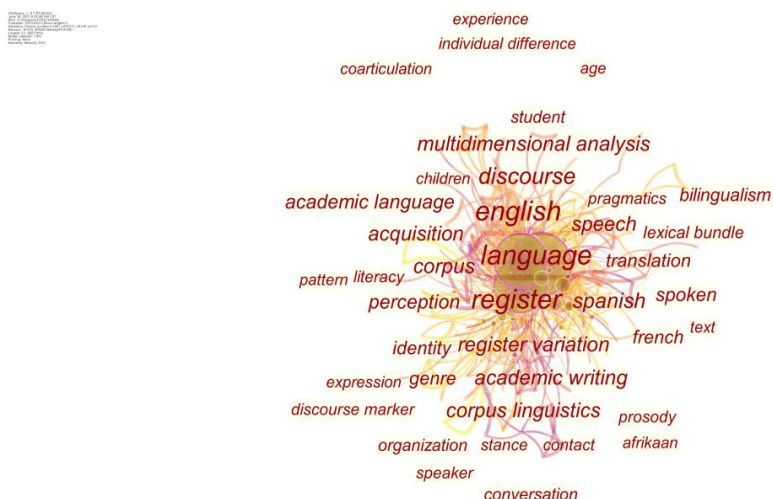 experience
individual difference
coarticulation age
student
multidimensional analysis
children discourse
pragmatics bilingualism
academic language
english
speech lexical bundle
acquisition
language translation
corpus
pattern literacy
perception register spanish spoken
french text
identity register variation
expression genre academic writing
discourse marker corpus linguistics prosody
organization stance contact afrikaan
speaker
conversation